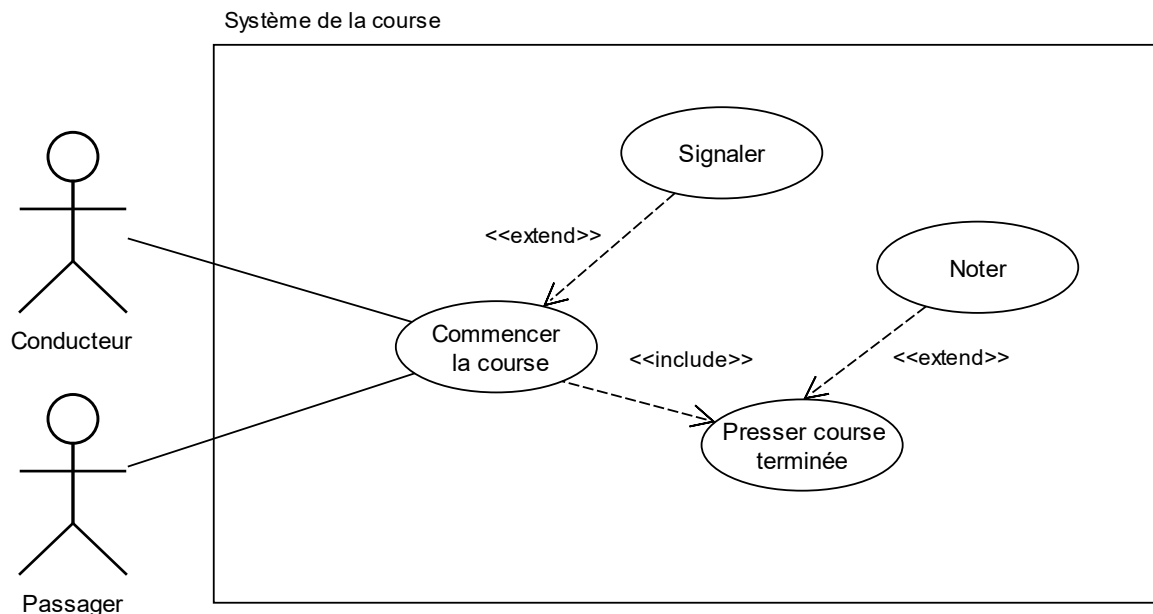 Système de la course
Signaler
<<extend>>
Noter
Conducteur
Commencer
la course
<<include>>
<<extend>>
Presser course
terminée
Passager